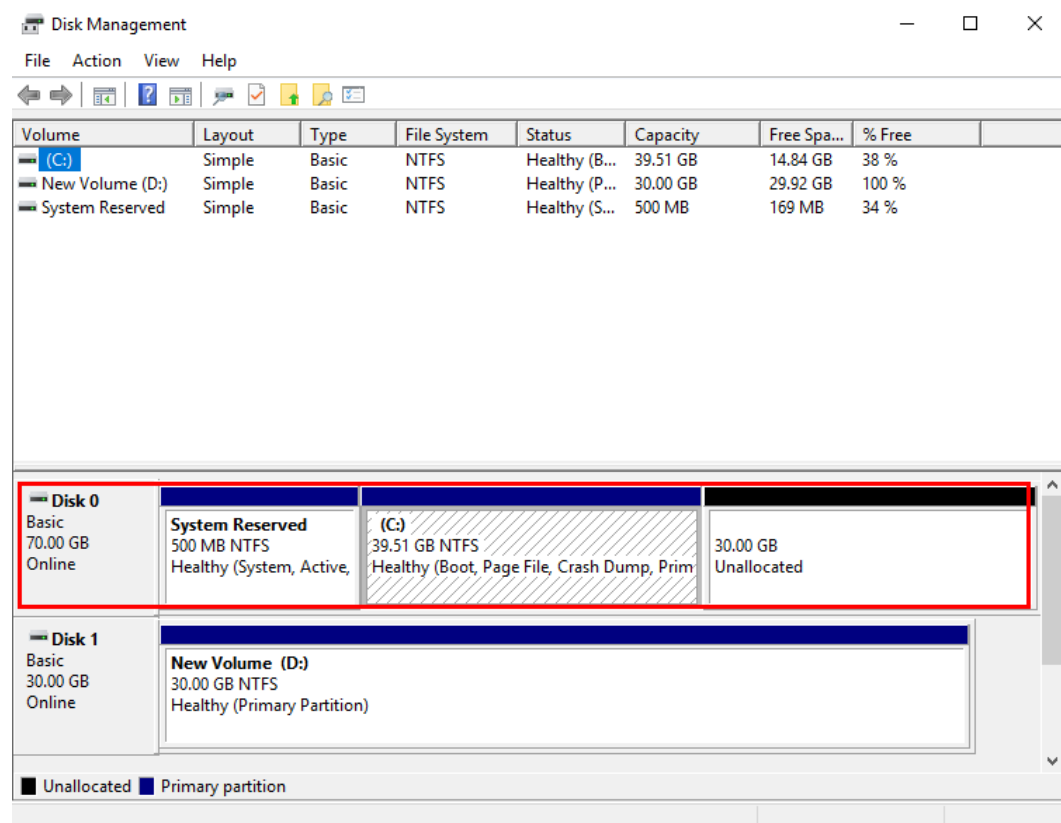 Disk Management
File Action View Help
Volume Layout Type File System Status Capacity Free Spa... % Free
(C:) Simple Basic NTFS Healthy (B... 39.51 GB 14.84 GB 38 %
New Volume (D:) Simple Basic NTFS Healthy (P... 30.00 GB 29.92 GB 100 %
System Reserved Simple Basic NTFS Healthy (S... 500 MB 169 MB 34 %
Disk 0
Basic
70.00 GB
Online
System Reserved
500 MB NTFS
Healthy (System, Active,
(C:)
39.51 GB NTFS
Healthy (Boot, Page File, Crash Dump, Prim
30.00 GB
Unallocated
Disk 1
Basic
30.00 GB
Online
New Volume (D:)
30.00 GB NTFS
Healthy (Primary Partition)
Unallocated Primary partition